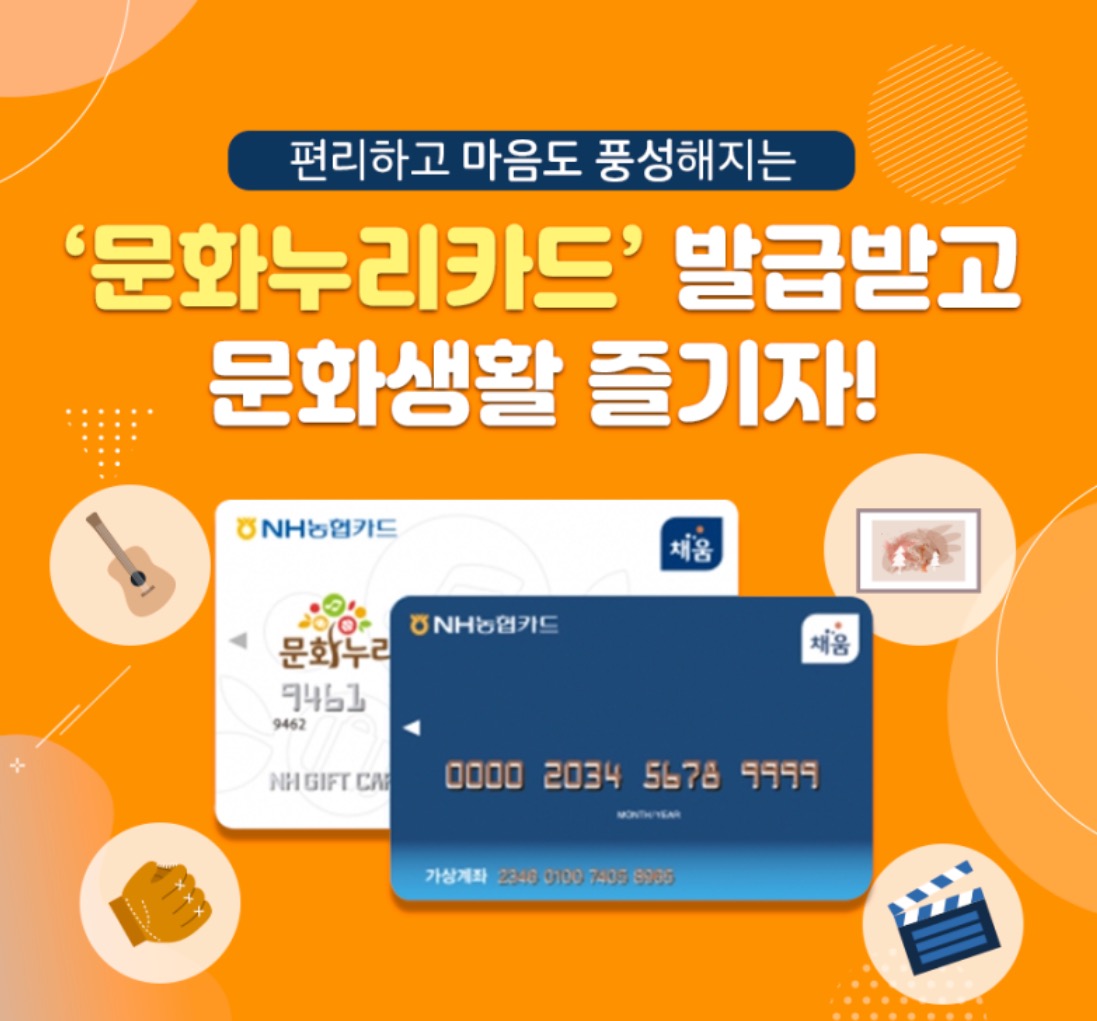 편리하고 마음도 풍성해지는
‘문화누리카드’ 발급받고
문화생활 즐기자!
NH농협카드
채움
문화누리
9461
9462
NH GIFT CAR
NH농협카드
채움
0000 2034 5678 9999
MONTH/YEAR
가상계좌 2346 0100 7405 8985